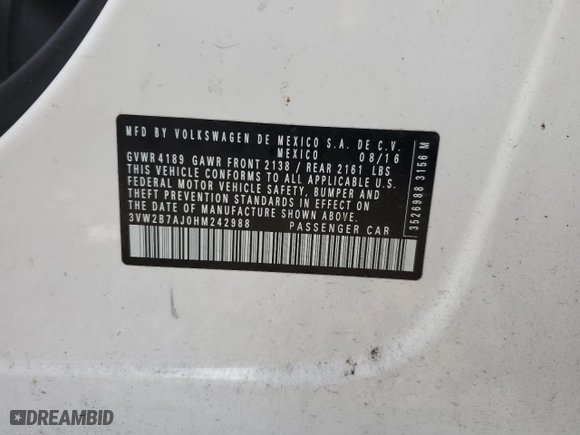 MFD BY VOLKSWAGEN DE MEXICO S.A. DE C.V.
MEXICO 08/16
GVWR 4189 GAWR FRONT 2138 / REAR 2161 LBS
THIS VEHICLE CONFORMS TO ALL APPLICABLE
FEDERAL MOTOR VEHICLE SAFETY, BUMPER AND
THEFT PREVENTION STANDARDS IN EFFECT ON
THE DATE OF MANUFACTURE SHOWN ABOVE.
3VW2B7AJ0HM242988 PASSENGER CAR
3526988 3156 M
DREAMBID